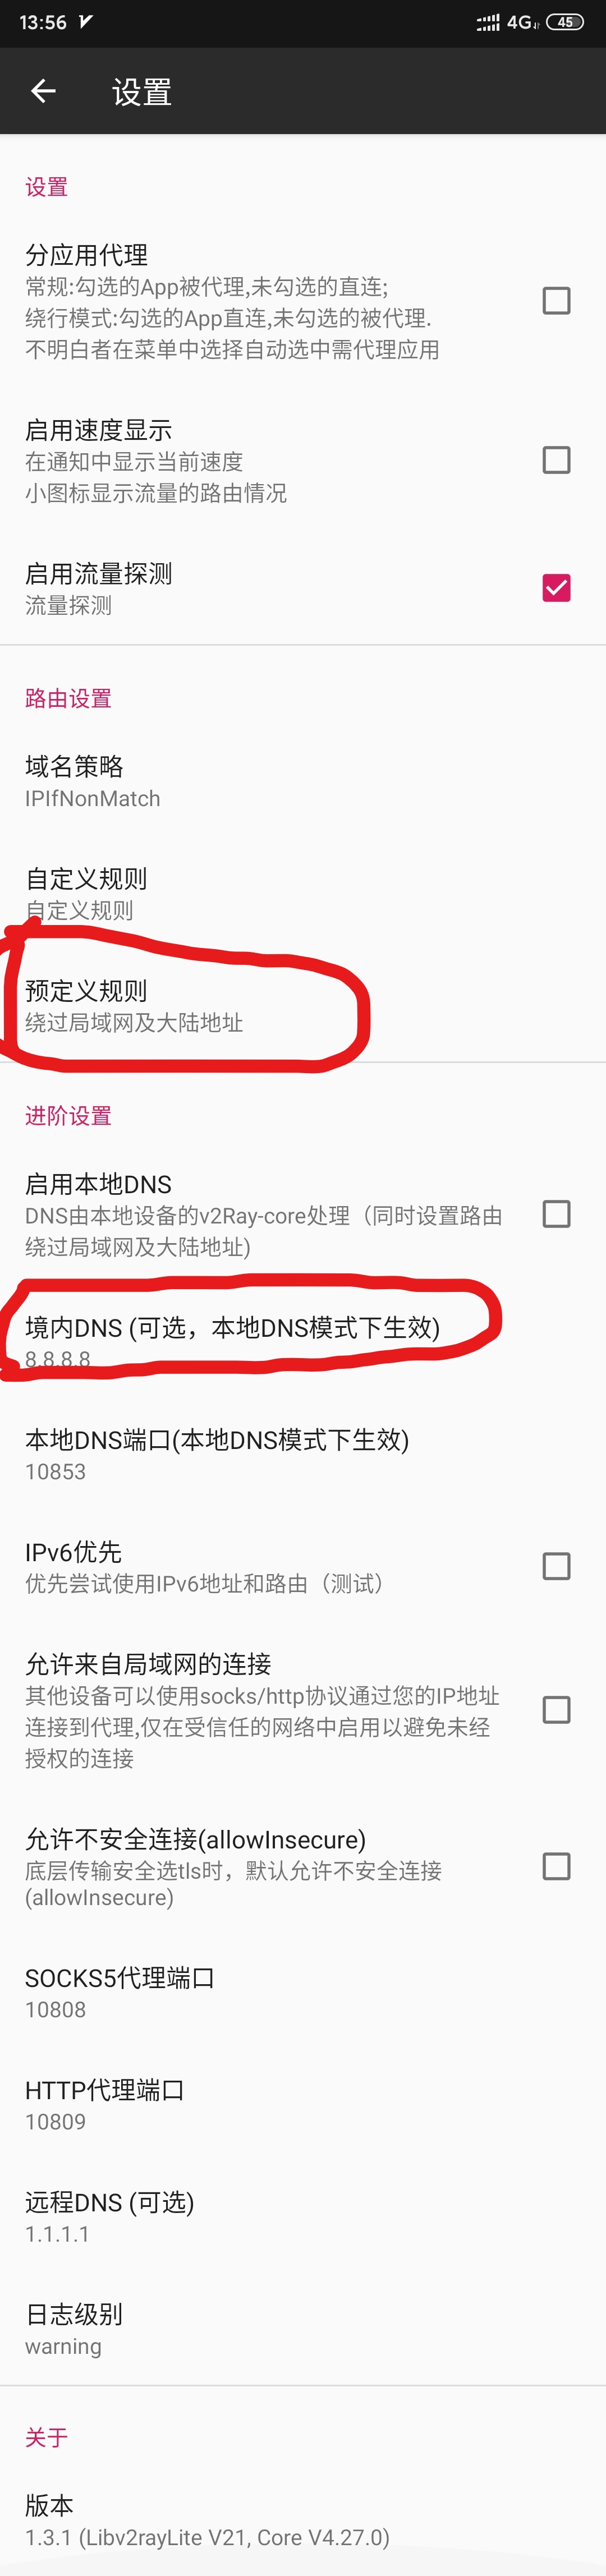 13:56
4G
45
设置
设置
分应用代理
常规:勾选的App被代理,未勾选的直连;
绕行模式:勾选的App直连,未勾选的被代理.
不明白者在菜单中选择自动选中需代理应用
启用速度显示
在通知中显示当前速度
小图标显示流量的路由情况
启用流量探测
流量探测
路由设置
域名策略
IPIfNonMatch
自定义规则
自定义规则
预定义规则
绕过局域网及大陆地址
进阶设置
启用本地DNS
DNS由本地设备的v2Ray-core处理（同时设置路由
绕过局域网及大陆地址)
境内DNS (可选，本地DNS模式下生效)
8.8.8.8
本地DNS端口(本地DNS模式下生效)
10853
IPv6优先
优先尝试使用IPv6地址和路由（测试）
允许来自局域网的连接
其他设备可以使用socks/http协议通过您的IP地址
连接到代理,仅在受信任的网络中启用以避免未经
授权的连接
允许不安全连接(allowInsecure)
底层传输安全选tls时，默认允许不安全连接
(allowInsecure)
SOCKS5代理端口
10808
HTTP代理端口
10809
远程DNS (可选)
1.1.1.1
日志级别
warning
关于
版本
1.3.1 (Libv2rayLite V21, Core V4.27.0)